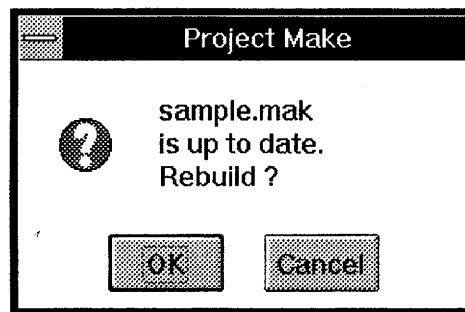 Project Make
sample.mak
is up to date.
Rebuild ?
OK
Cancel